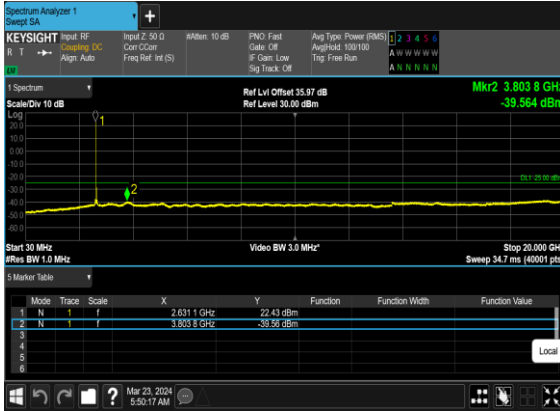 Spectrum Analyzer 1
Swept SA
+
KEYSIGHT Input: RF Input Z: 50 Ω #Atten: 10 dB PNO: Fast Avg Type: Power (RMS) 1 2 3 4 5 6
R T Coupling: DC Corr CCorr Gate: Off Avg|Hold: 100/100 A W W W W W
Align: Auto Freq Ref: Int (S) IF Gain: Low Trig: Free Run
Sig Track: Off A N N N N N
1 Spectrum Ref Lvl Offset 35.97 dB Mkr2 3.803 8 GHz
Scale/Div 10 dB Ref Level 30.00 dBm -39.564 dBm
Log
20.0
10.0
0.00
-10.0
-20.0
-30.0
-40.0
-50.0
-60.0
1
2
DL1 -25.00 dBm
Start 30 MHz Video BW 3.0 MHz* Stop 20.000 GHz
#Res BW 1.0 MHz Sweep 34.7 ms (40001 pts)
5 Marker Table
Mode Trace Scale X Y Function Function Width Function Value
1 N 1 f 2.631 1 GHz 22.43 dBm
2 N 1 f 3.803 8 GHz -39.56 dBm
3
4
5
6
Local
?
Mar 23, 2024
5:50:17 AM